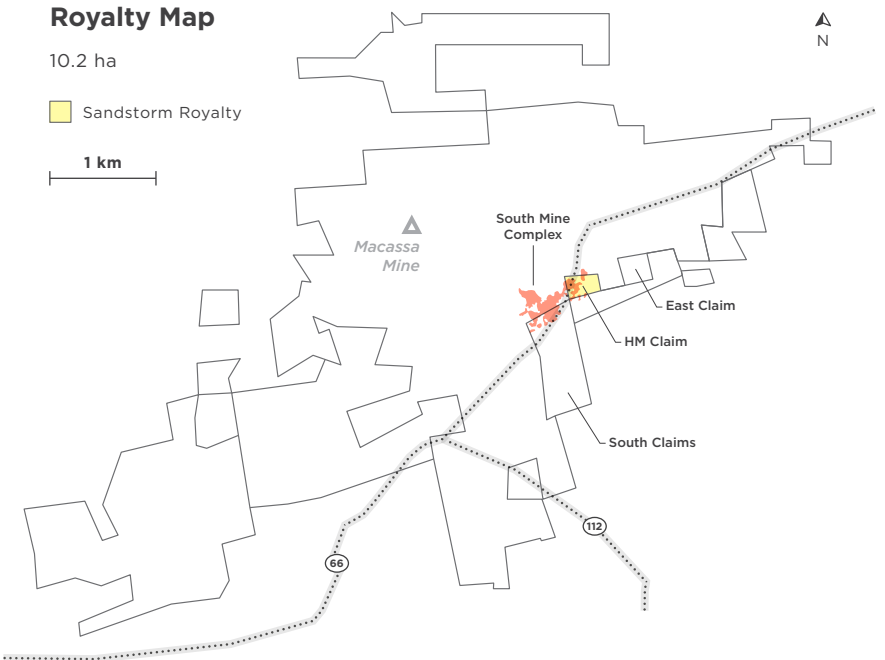 Royalty Map
10.2 ha
Sandstorm Royalty
1 km
N
South Mine
Complex
Macassa
Mine
East Claim
HM Claim
South Claims
112
66